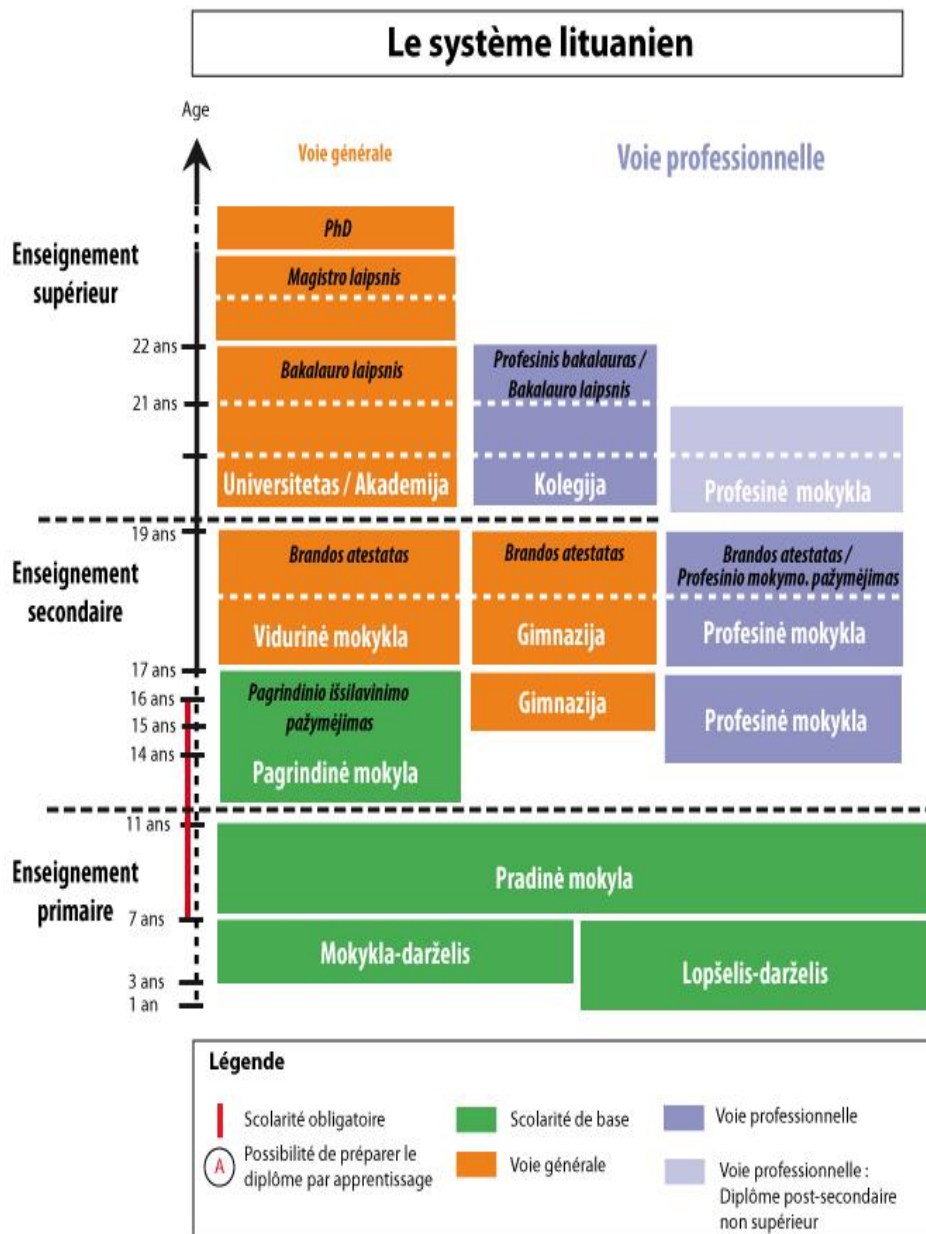 Le système lituanien
Age
Voie générale
Voie professionnelle
PhD
Enseignement
supérieur
Magistro laipsnis
22 ans
Bakalauro laipsnis
Profesinis bakalauras /
Bakalauro laipsnis
21 ans
Universitetas / Akademija
Kolegija
Profesinė mokykla
19 ans
Enseignement
secondaire
Brandos atestatas
Brandos atestatas
Brandos atestatas /
Profesinio mokymo. pažymėjimas
Vidurinė mokykla
Gimnazija
Profesinė mokykla
17 ans
16 ans
15 ans
14 ans
Pagrindinio išsilavinimo
pažymėjimas
Gimnazija
Profesinė mokykla
Pagrindinė mokyla
11 ans
Enseignement
primaire
Pradinė mokyla
7 ans
Mokykla-darželis
Lopšelis-darželis
3 ans
1 an
Légende
Scolarité obligatoire
Scolarité de base
Voie professionnelle
A
Possibilité de préparer le
diplôme par apprentissage
Voie générale
Voie professionnelle :
Diplôme post-secondaire
non supérieur